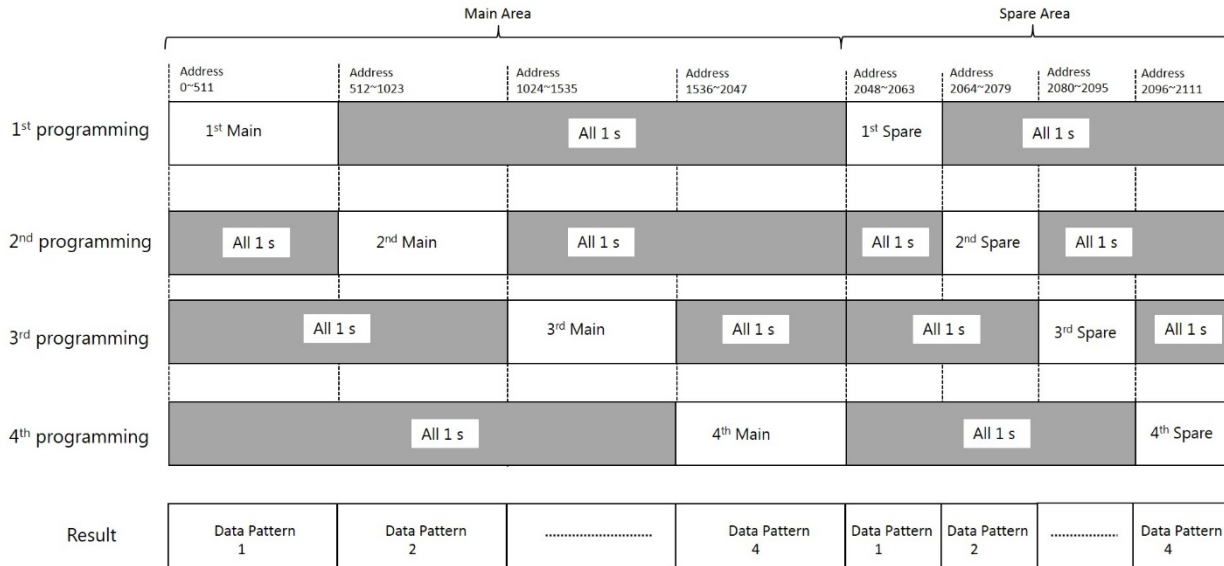 Main Area
Spare Area
Address
0~511
Address
512~1023
Address
1024~1535
Address
1536~2047
Address
2048~2063
Address
2064~2079
Address
2080~2095
Address
2096~2111
1st programming
1st Main
All 1 s
1st Spare
All 1 s
2nd programming
All 1 s
2nd Main
All 1 s
All 1 s
2nd Spare
All 1 s
3rd programming
All 1 s
3rd Main
All 1 s
All 1 s
3rd Spare
All 1 s
4th programming
All 1 s
4th Main
All 1 s
4th Spare
Result
Data Pattern
1
Data Pattern
2
......................
Data Pattern
4
Data Pattern
1
Data Pattern
2
...............
Data Pattern
4